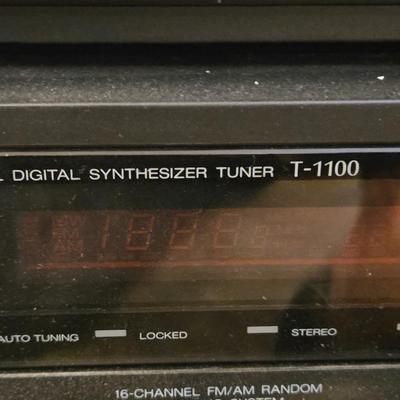 DIGITAL SYNTHESIZER TUNER T-1100
AUTO TUNING LOCKED STEREO
16-CHANNEL FM/AM RANDOM